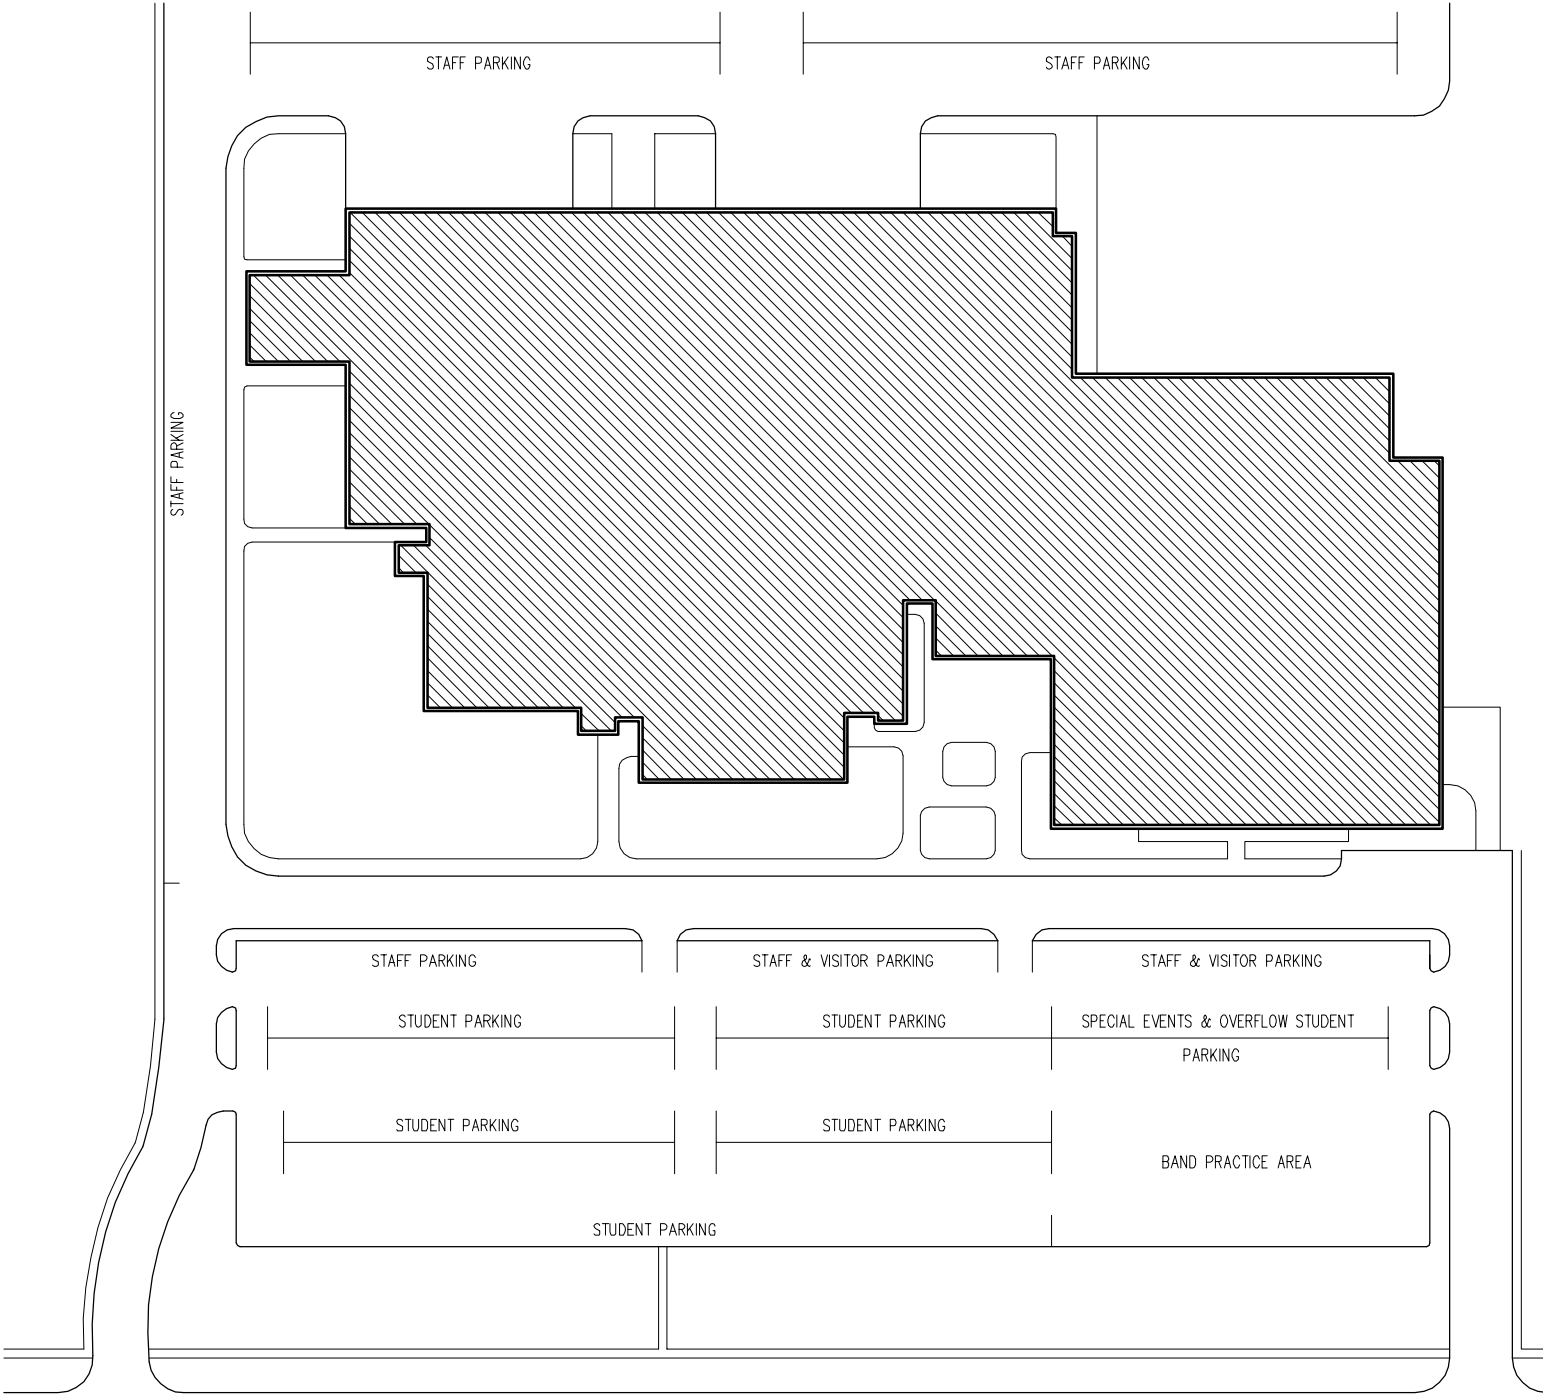 STAFF PARKING
STAFF PARKING
STAFF PARKING
STAFF PARKING
STAFF & VISITOR PARKING
STAFF & VISITOR PARKING
STUDENT PARKING
STUDENT PARKING
SPECIAL EVENTS & OVERFLOW STUDENT
PARKING
STUDENT PARKING
STUDENT PARKING
BAND PRACTICE AREA
STUDENT PARKING